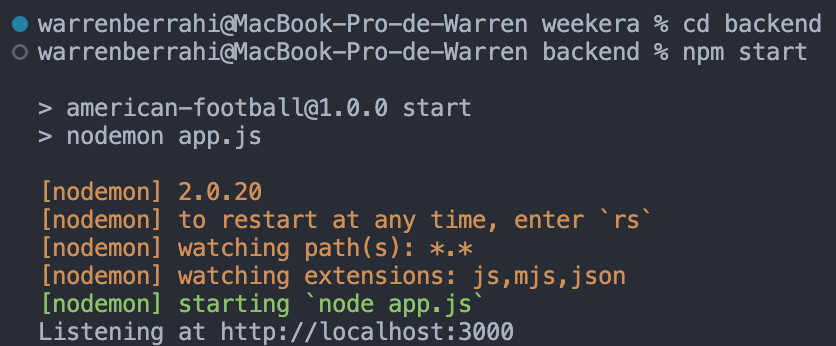 warrenberrahi@MacBook-Pro-de-Warren weekera % cd backend
warrenberrahi@MacBook-Pro-de-Warren backend % npm start
> american-football@1.0.0 start
> nodemon app.js
[nodemon] 2.0.20
[nodemon] to restart at any time, enter `rs`
[nodemon] watching path(s): *.*
[nodemon] watching extensions: js,mjs,json
[nodemon] starting `node app.js`
Listening at http://localhost:3000